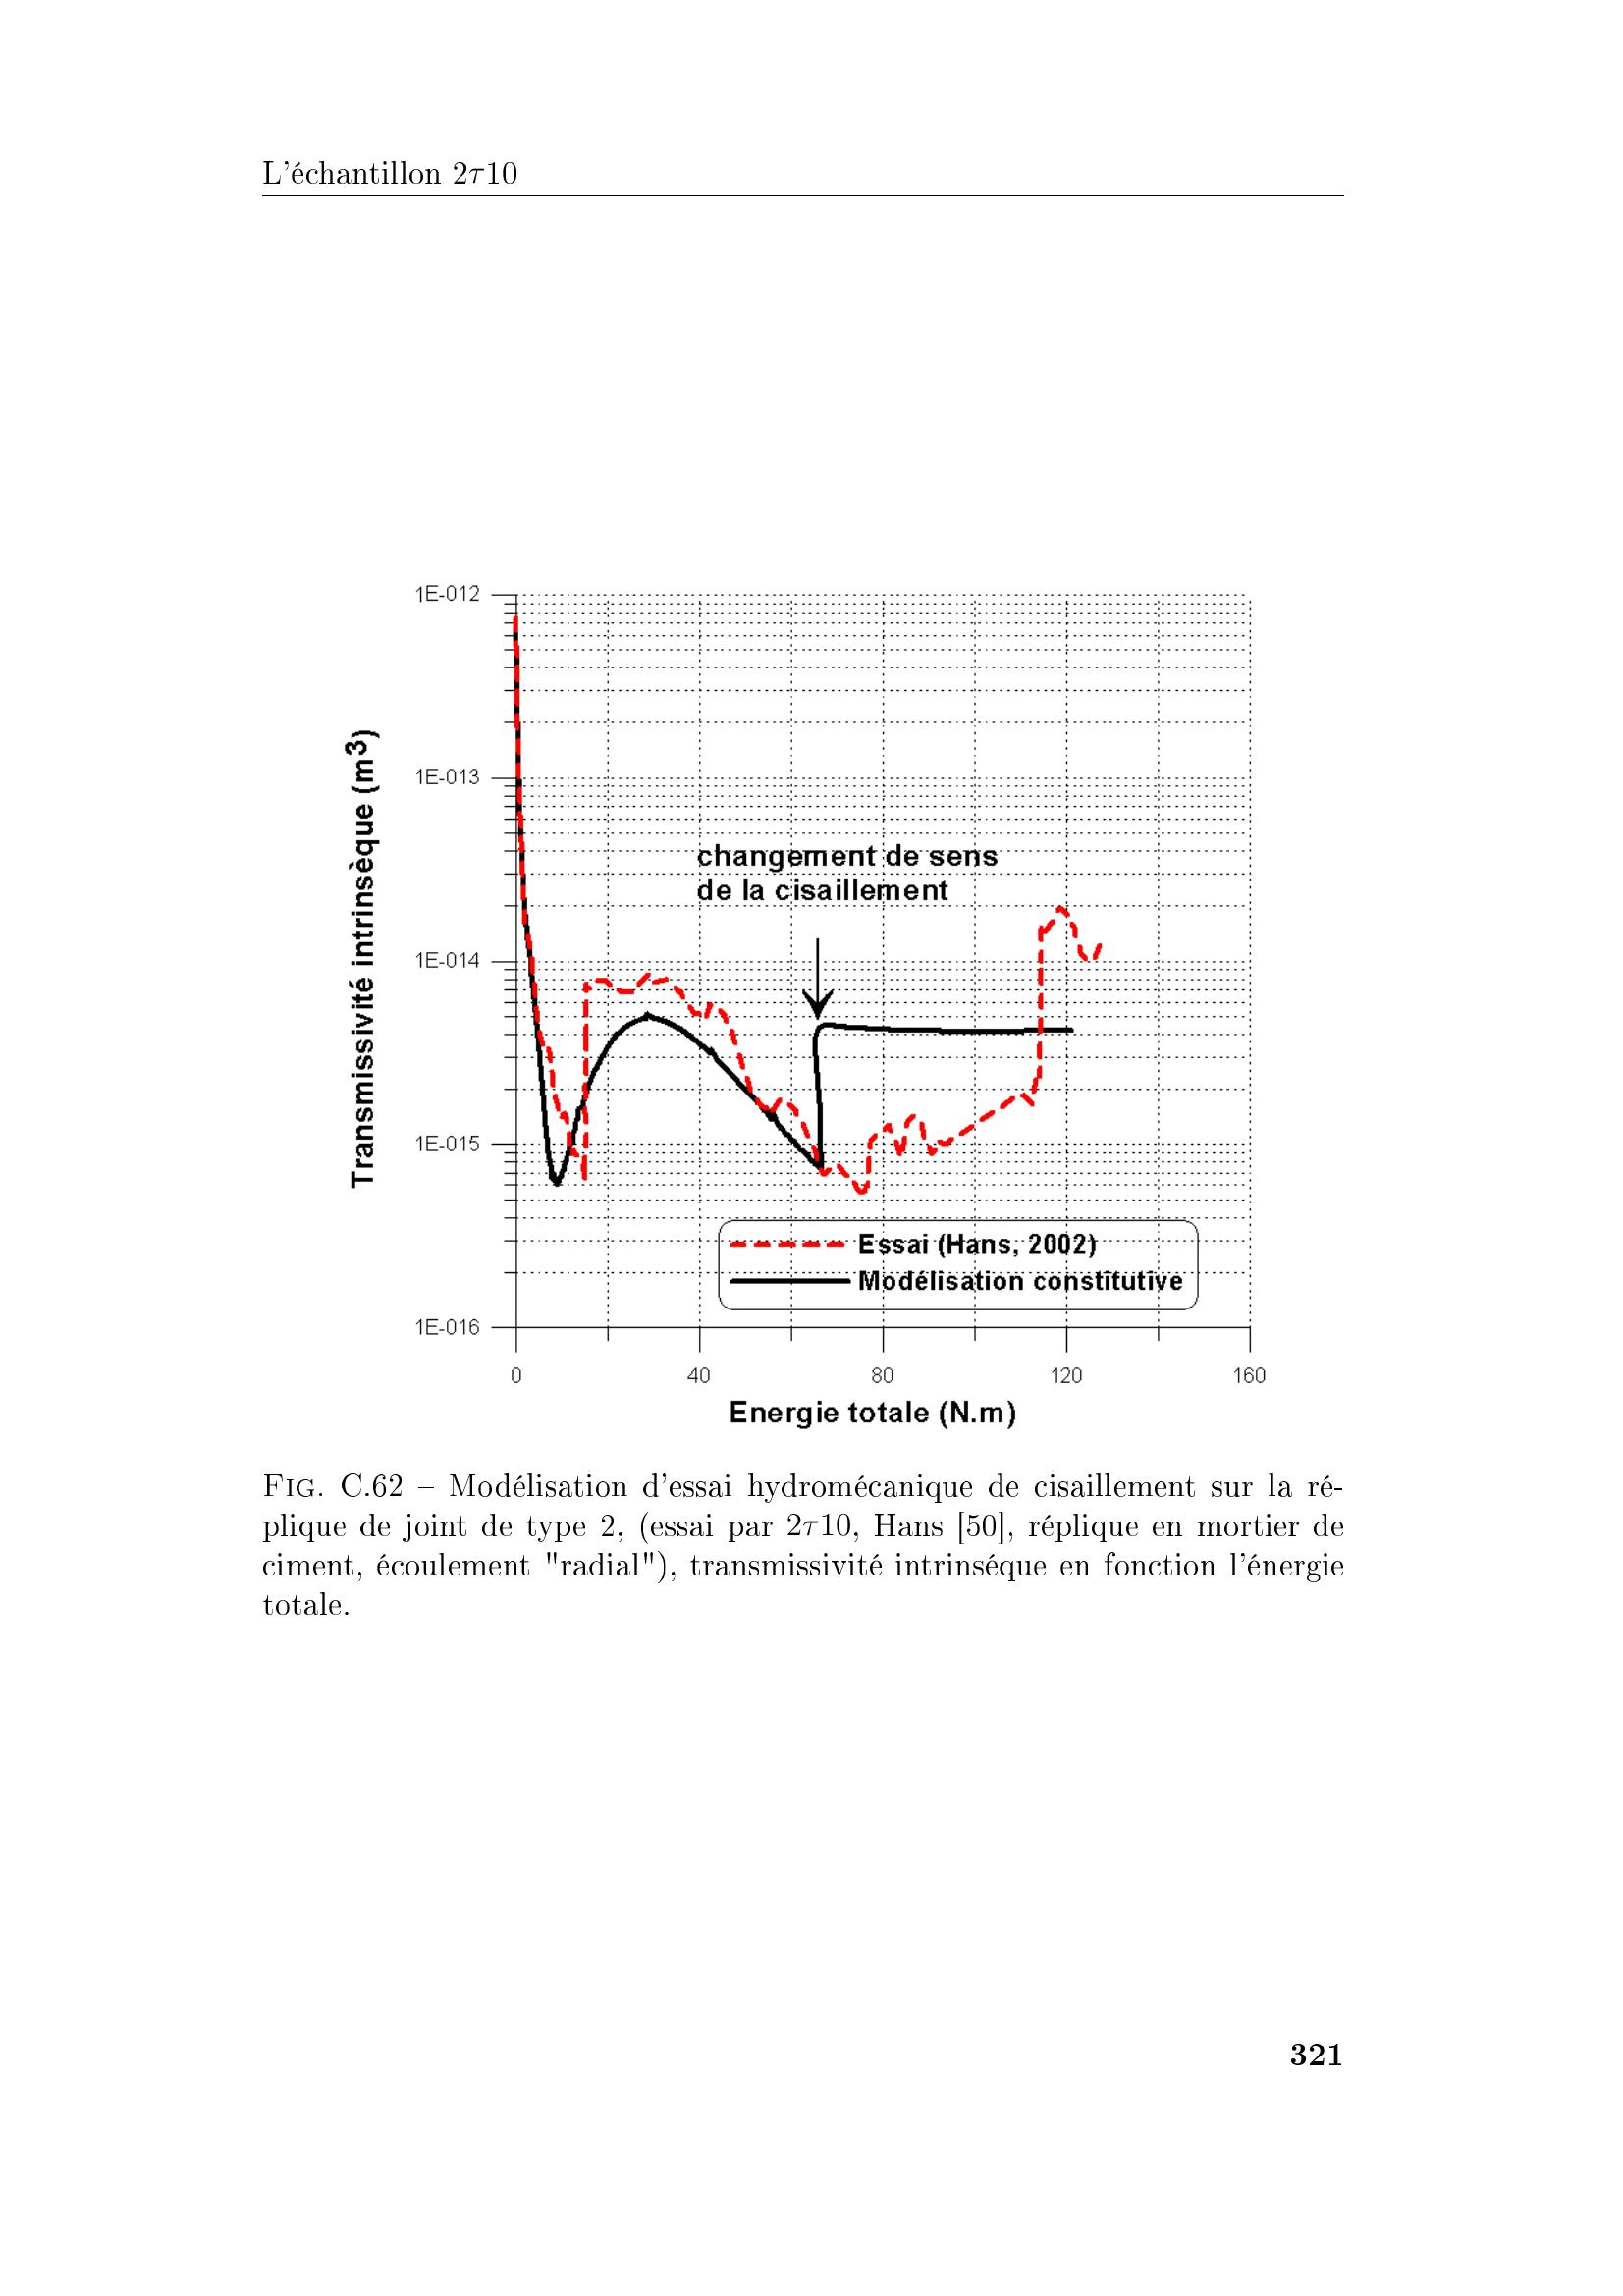 L'échantillon 2τ10
1E-012
1E-013
1E-014
1E-015
1E-016
Transmissivité intrinsèque (m³)
changement de sens
de la cisaillement
Essai (Hans, 2002)
Modélisation constitutive
0 40 80 120 160
Energie totale (N.m)
FIG. C.62 – Modélisation d'essai hydromécanique de cisaillement sur la ré-
plique de joint de type 2, (essai par 2τ10, Hans [50], réplique en mortier de
ciment, écoulement "radial"), transmissivité intrinséque en fonction l'énergie
totale.
321